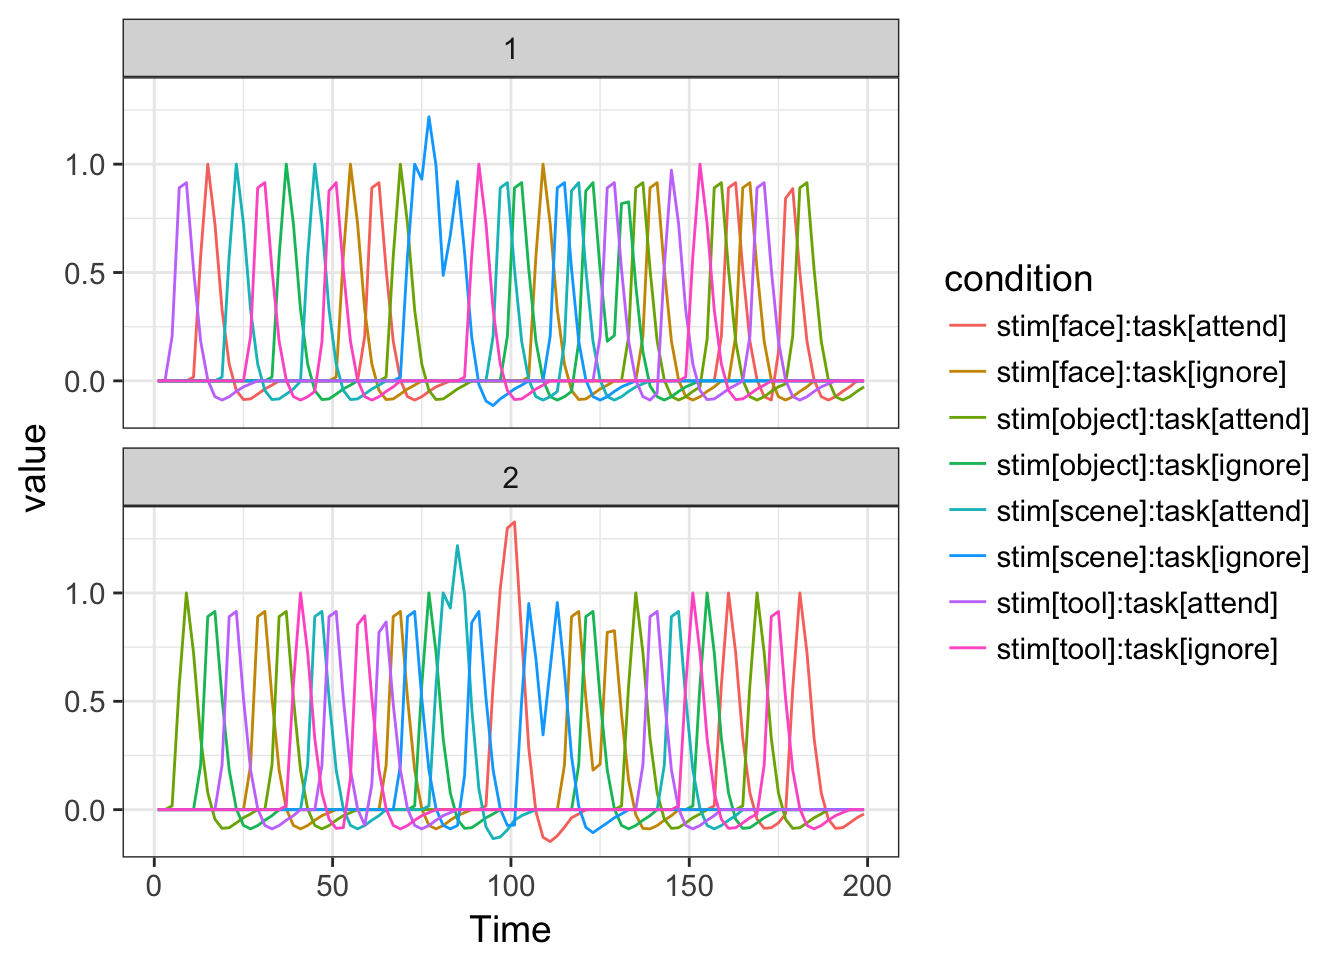 1
1.0
0.5
0.0
value
2
1.0
0.5
0.0
0 50 100 150 200
Time
condition
stim[face]:task[attend]
stim[face]:task[ignore]
stim[object]:task[attend]
stim[object]:task[ignore]
stim[scene]:task[attend]
stim[scene]:task[ignore]
stim[tool]:task[attend]
stim[tool]:task[ignore]